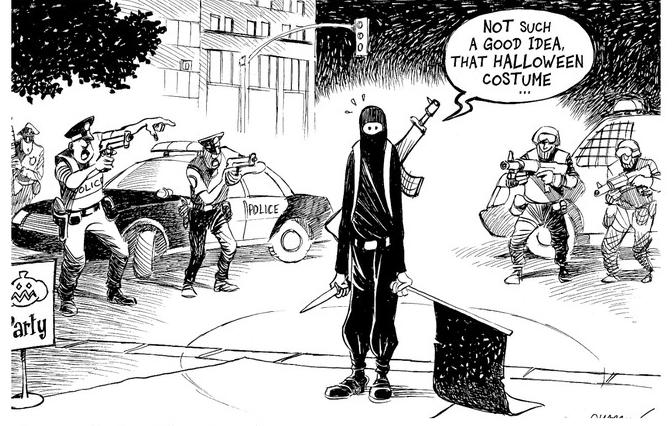 NOT SUCH
A GOOD IDEA,
THAT HALLOWEEN
COSTUME
...
POLICE
POLICE
Party